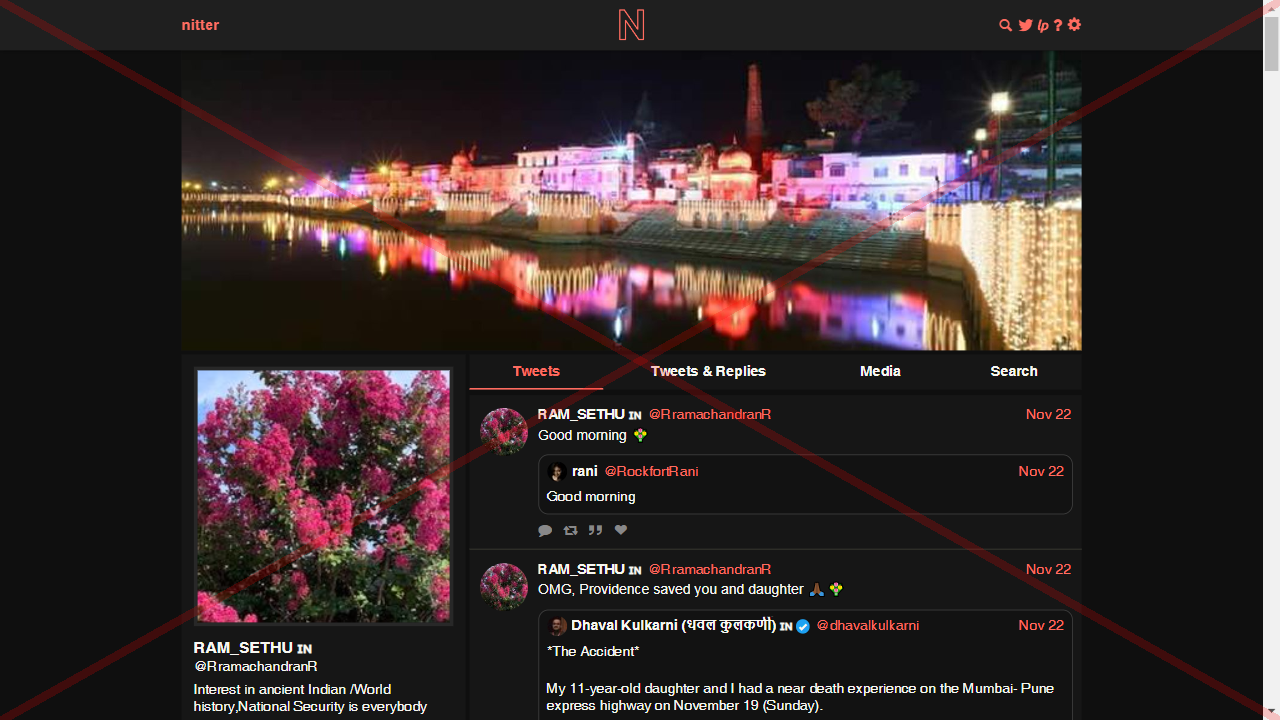 nitter
N
lp ?
Tweets
Tweets & Replies
Media
Search
RAM_SETHU IN @RramachandranR Nov 22
Good morning 💐
rani @RockfortRani Nov 22
Good morning
RAM_SETHU IN @RramachandranR Nov 22
OMG, Providence saved you and daughter 🙏🏾 💐
Dhaval Kulkarni (धवल कुलकर्णी) IN @dhavalkulkarni Nov 22
*The Accident*
My 11-year-old daughter and I had a near death experience on the Mumbai- Pune
express highway on November 19 (Sunday).
RAM_SETHU IN
@RramachandranR
Interest in ancient Indian /World
history,National Security is everybody